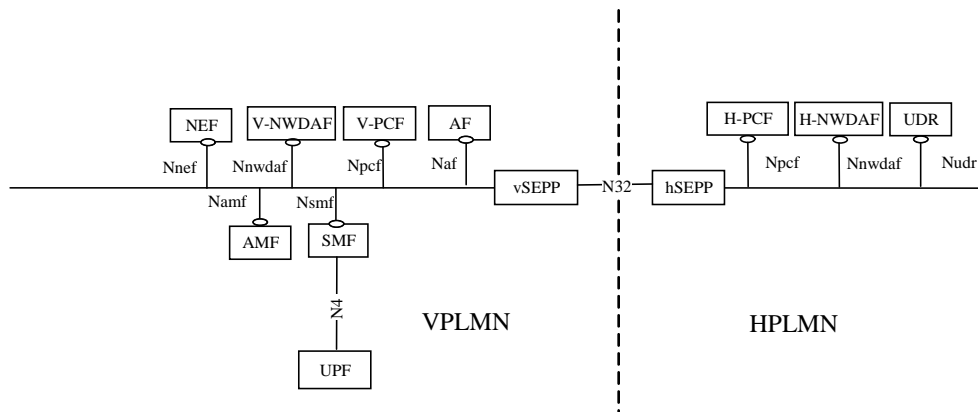 NEF
V-NWDAF
V-PCF
AF
H-PCF
H-NWDAF
UDR
Nnef
Nnwdaf
Npcf
Naf
Npcf
Nnwdaf
Nudr
vSEPP
N32
hSEPP
Namf
Nsmf
AMF
SMF
N4
VPLMN
HPLMN
UPF